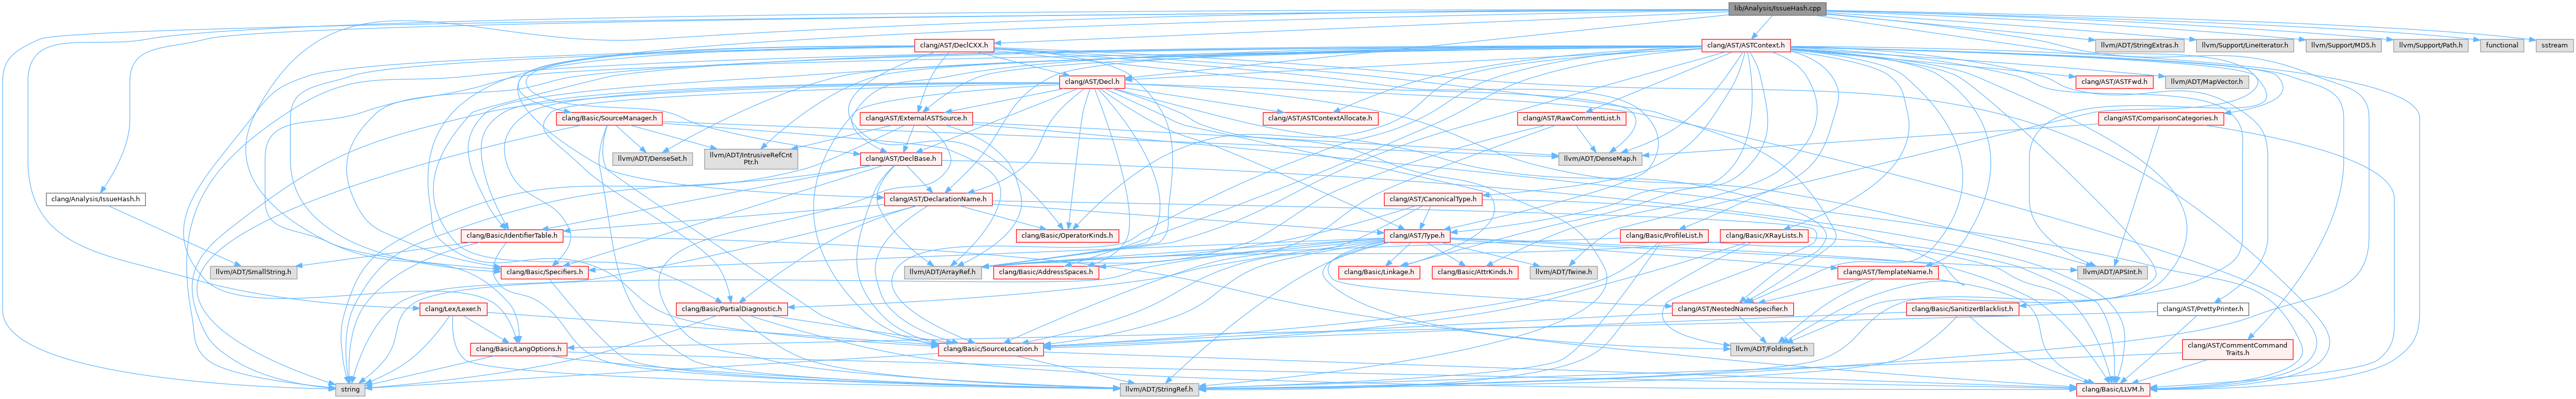 lib/Analysis/IssueHash.cpp
clang/AST/DeclCXX.h
clang/AST/ASTContext.h
llvm/ADT/StringExtras.h
llvm/Support/LineIterator.h
llvm/Support/MD5.h
llvm/Support/Path.h
functional
sstream
clang/AST/Decl.h
clang/AST/ASTFwd.h
llvm/ADT/MapVector.h
clang/Basic/SourceManager.h
clang/AST/ExternalASTSource.h
clang/AST/ASTContextAllocate.h
clang/AST/RawCommentList.h
clang/AST/ComparisonCategories.h
llvm/ADT/DenseSet.h
llvm/ADT/IntrusiveRefCnt
Ptr.h
clang/AST/DeclBase.h
llvm/ADT/DenseMap.h
clang/Analysis/IssueHash.h
clang/AST/DeclarationName.h
clang/AST/CanonicalType.h
clang/Basic/IdentifierTable.h
clang/Basic/OperatorKinds.h
clang/AST/Type.h
clang/Basic/ProfileList.h
clang/Basic/XRayLists.h
llvm/ADT/SmallString.h
clang/Basic/Specifiers.h
llvm/ADT/ArrayRef.h
clang/Basic/AddressSpaces.h
clang/Basic/Linkage.h
clang/Basic/AttrKinds.h
llvm/ADT/Twine.h
clang/AST/TemplateName.h
llvm/ADT/APSInt.h
clang/Lex/Lexer.h
clang/Basic/PartialDiagnostic.h
clang/AST/NestedNameSpecifier.h
clang/Basic/SanitizerBlacklist.h
clang/AST/PrettyPrinter.h
clang/Basic/LangOptions.h
clang/Basic/SourceLocation.h
llvm/ADT/FoldingSet.h
clang/AST/CommentCommand
Traits.h
string
llvm/ADT/StringRef.h
clang/Basic/LLVM.h